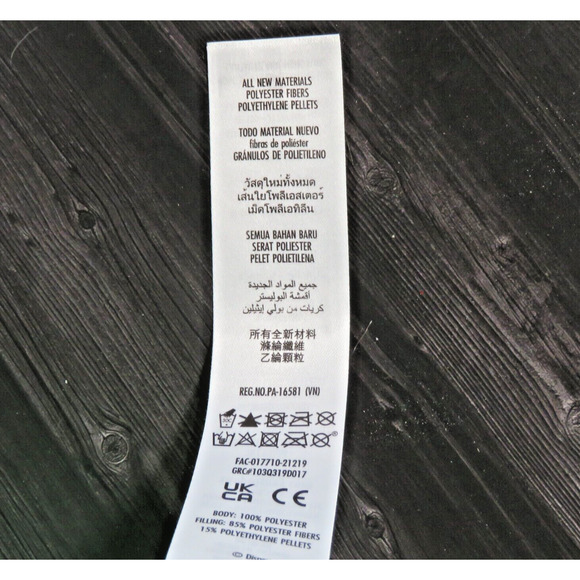 ALL NEW MATERIALS
POLYESTER FIBERS
POLYETHYLENE PELLETS
TODO MATERIAL NUEVO
fibras de poliéster
GRÁNULOS DE POLIETILENO
วัสดุใหม่ทั้งหมด
เส้นใยโพลีเอสเตอร์
เม็ดโพลีเอทิลีน
SEMUA BAHAN BARU
SERAT POLIESTER
PELET POLIETILENA
جميع المواد الجديدة
أقمشة البوليستر
كريات من بولي إيثيلين
所有全新材料
滌綸纖維
乙綸顆粒
REG.NO.PA-16581 (VN)
FAC-017710-21219
GRC#103Q319D017
UK
CA CE
BODY: 100% POLYESTER
FILLING: 85% POLYESTER FIBERS
15% POLYETHYLENE PELLETS